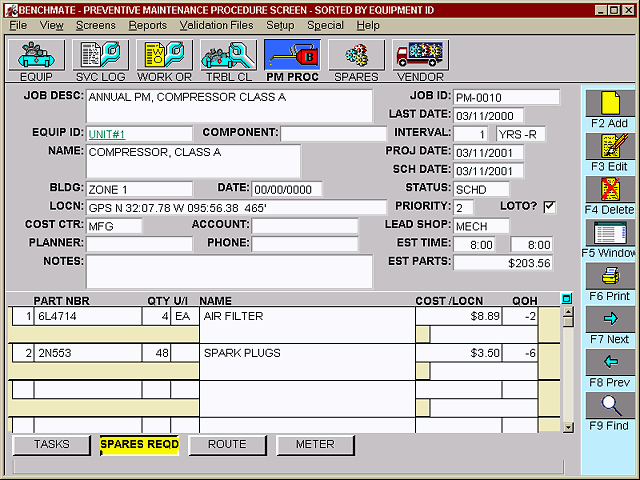 BENCHMATE - PREVENTIVE MAINTENANCE PROCEDURE SCREEN - SORTED BY EQUIPMENT ID
File View Screens Reports Validation Files Setup Special Help
EQUIP SVC LOG WORK OR TRBL CL PM PROC SPARES VENDOR
JOB DESC: ANNUAL PM, COMPRESSOR CLASS A JOB ID: PM-0010
LAST DATE: 03/11/2000
EQUIP ID: UNIT#1 COMPONENT: INTERVAL: 1 YRS -R
NAME: COMPRESSOR, CLASS A PROJ DATE: 03/11/2001
SCH DATE: 03/11/2001
BLDG: ZONE 1 DATE: 00/00/0000 STATUS: SCHD
LOCN: GPS N 32:07.78 W 095:56.38 465' PRIORITY: 2 LOTO?
COST CTR: MFG ACCOUNT: LEAD SHOP: MECH
PLANNER: PHONE: EST TIME: 8:00 8:00
NOTES: EST PARTS: $203.56
PART NBR QTY U/I NAME COST /LOCN QOH
1 6L4714 4 EA AIR FILTER $8.89 -2
2 2N553 48 SPARK PLUGS $3.50 -6
TASKS SPARES REQD ROUTE METER
F2 Add
F3 Edit
F4 Delete
F5 Window
F6 Print
F7 Next
F8 Prev
F9 Find